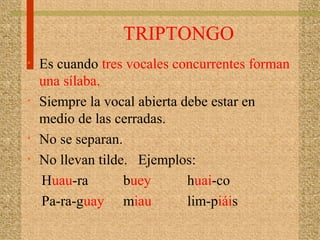 TRIPTONGO
• Es cuando tres vocales concurrentes forman
una sílaba.
• Siempre la vocal abierta debe estar en
medio de las cerradas.
• No se separan.
• No llevan tilde. Ejemplos:
Huau-ra buey huai-co
Pa-ra-guay miau lim-piáis